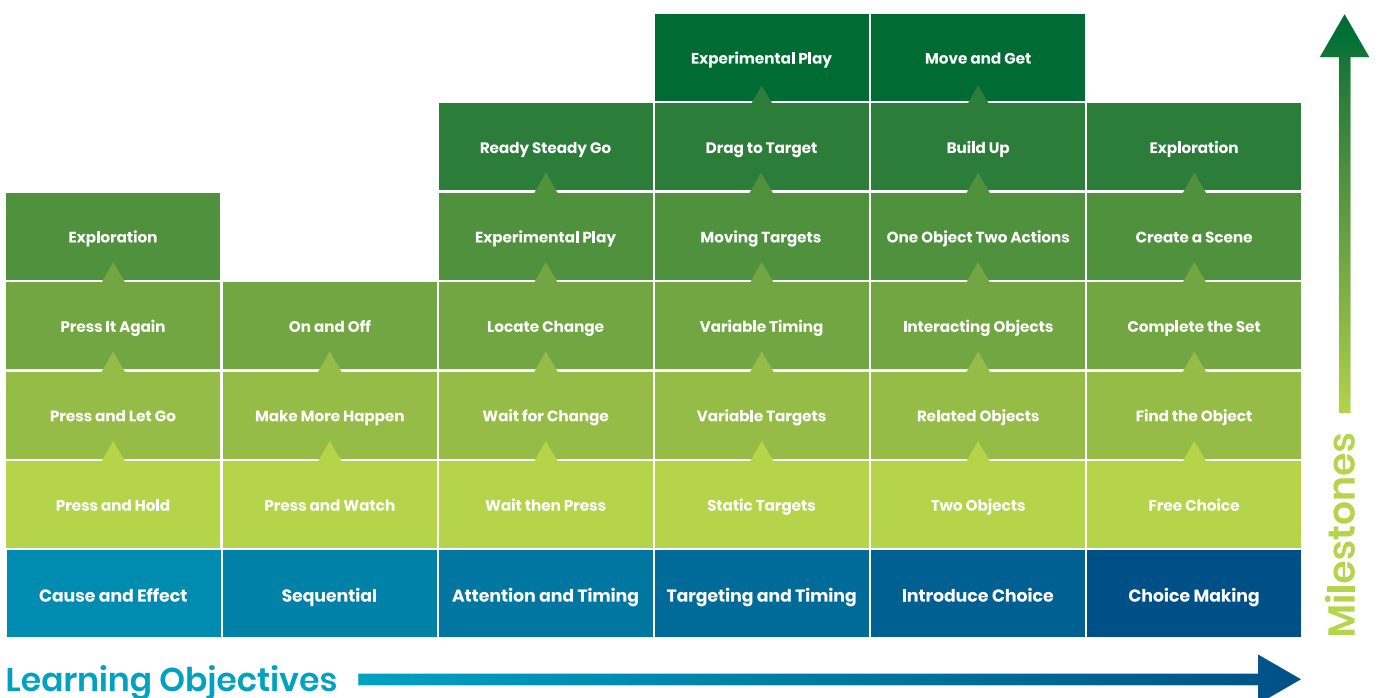 Experimental Play
Move and Get
Ready Steady Go
Drag to Target
Build Up
Exploration
Exploration
Experimental Play
Moving Targets
One Object Two Actions
Create a Scene
Press It Again
On and Off
Locate Change
Variable Timing
Interacting Objects
Complete the Set
Press and Let Go
Make More Happen
Wait for Change
Variable Targets
Related Objects
Find the Object
Press and Hold
Press and Watch
Wait then Press
Static Targets
Two Objects
Free Choice
Cause and Effect
Sequential
Attention and Timing
Targeting and Timing
Introduce Choice
Choice Making
Milestones
Learning Objectives